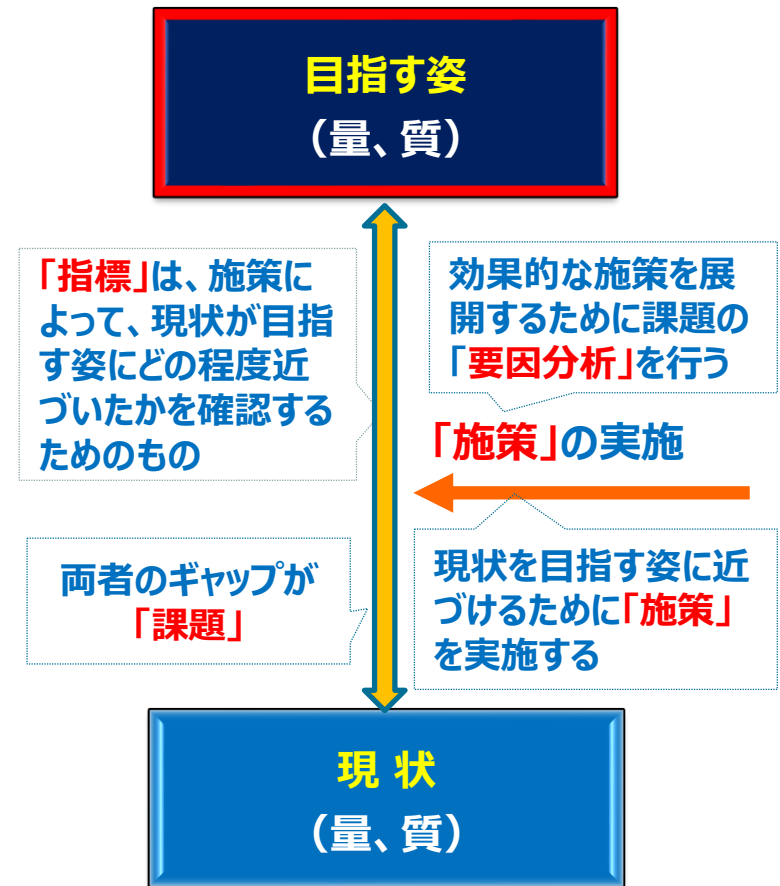 目指す姿
（量、質）
「指標」は、施策に
よって、現状が目指
す姿にどの程度近
づいたかを確認する
ためのもの
効果的な施策を展
開するために課題の
「要因分析」を行う
「施策」の実施
両者のギャップが
「課題」
現状を目指す姿に近
づけるために「施策」
を実施する
現 状
（量、質）